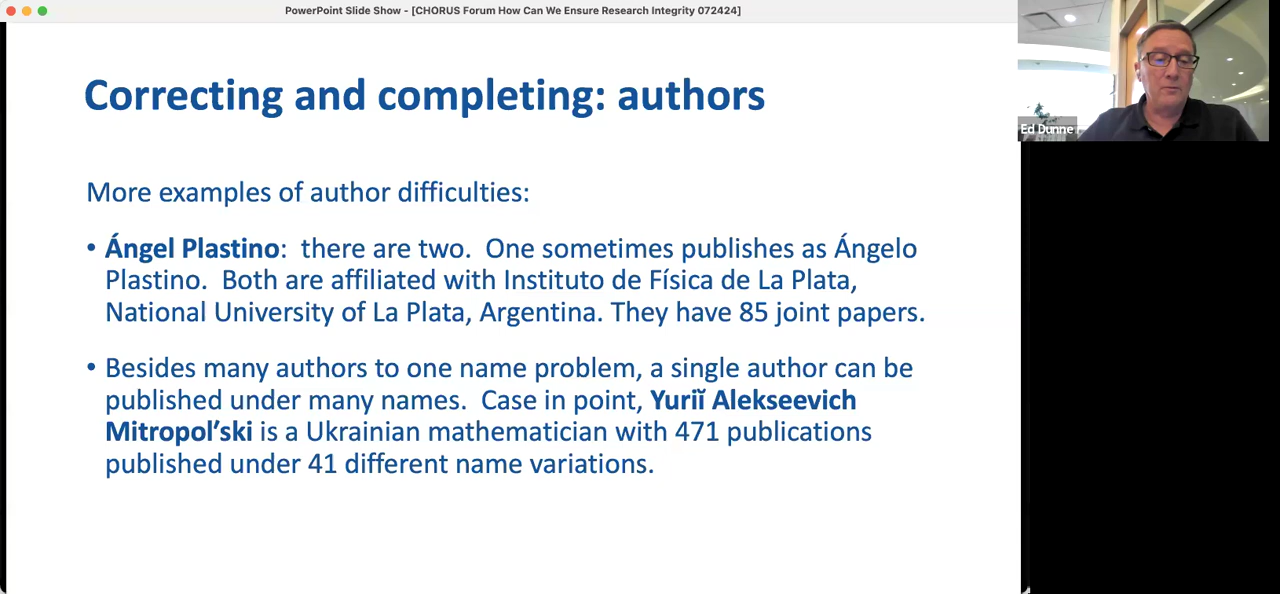 PowerPoint Slide Show - [CHORUS Forum How Can We Ensure Research Integrity 072424]
Ed Dunne
Correcting and completing: authors
More examples of author difficulties:
• Ángel Plastino:  there are two.  One sometimes publishes as Ángelo
Plastino.  Both are affiliated with Instituto de Física de La Plata,
National University of La Plata, Argentina. They have 85 joint papers.
• Besides many authors to one name problem, a single author can be
published under many names.  Case in point, Yuriĭ Alekseevich
Mitropol′ski is a Ukrainian mathematician with 471 publications
published under 41 different name variations.